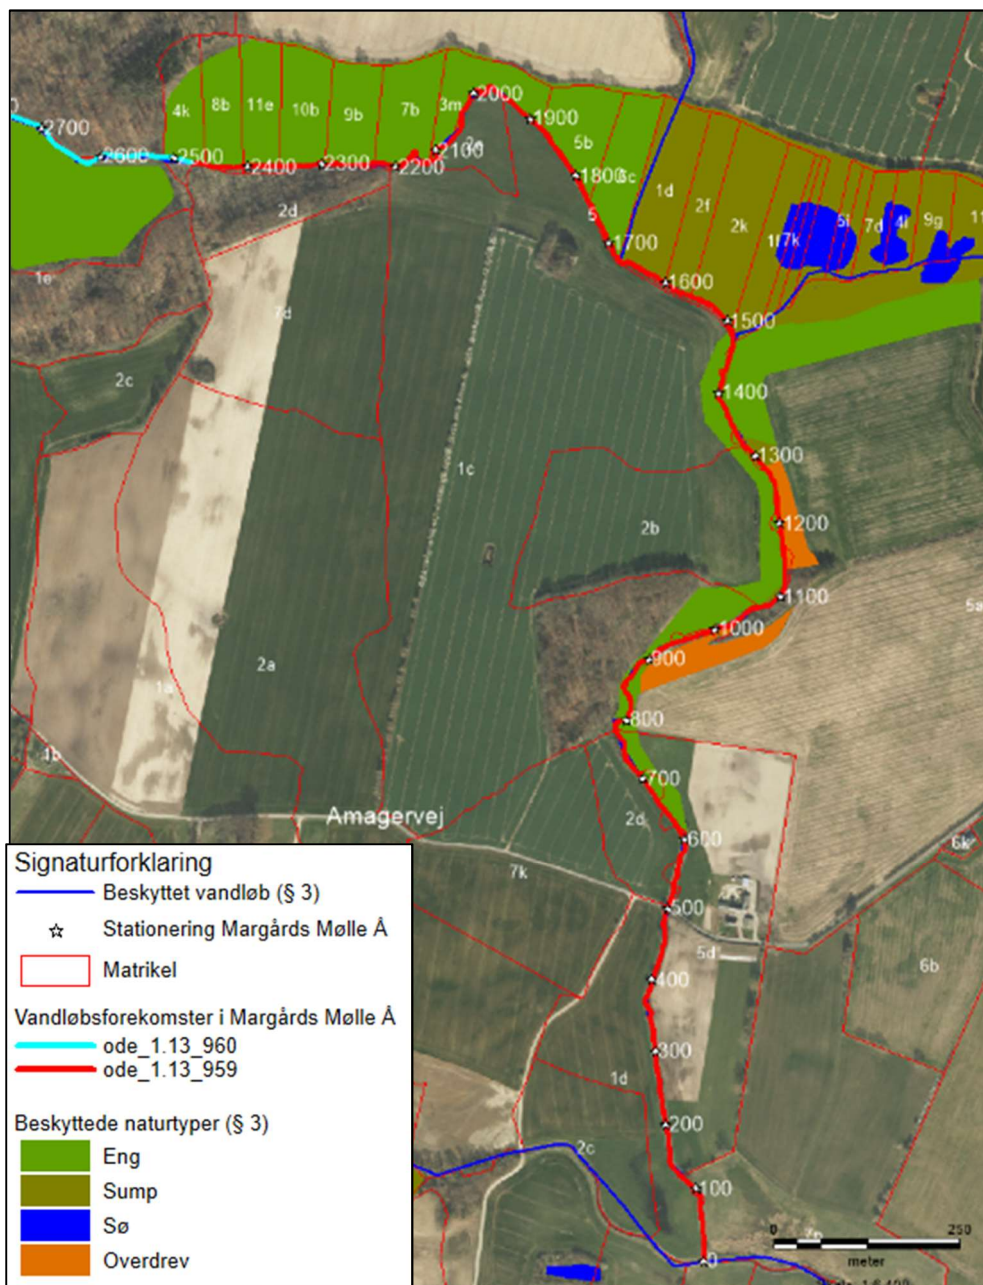 2000
8b
11e
3m
4k
10b
7b
1900
2700
9b
2100
5b
2600
2500
2400
2300
2200
1800
1d
2f
2k
7k
7d
4i
9g
2d
5
1700
1600
1e
1500
7d
2c
1400
1c
1300
2b
1200
1100
1000
5a
900
2a
1a
800
1b
700
Amagervej
2d
600
6k
7k
500
5d
6b
400
300
1d
200
2c
100
0
Signaturforklaring
Beskyttet vandløb (§ 3)
Stationering Margårds Mølle Å
Matrikel
Vandløbsforekomster i Margårds Mølle Å
ode_1.13_960
ode_1.13_959
Beskyttede naturtyper (§ 3)
Eng
Sump
Sø
Overdrev
0
250
meter